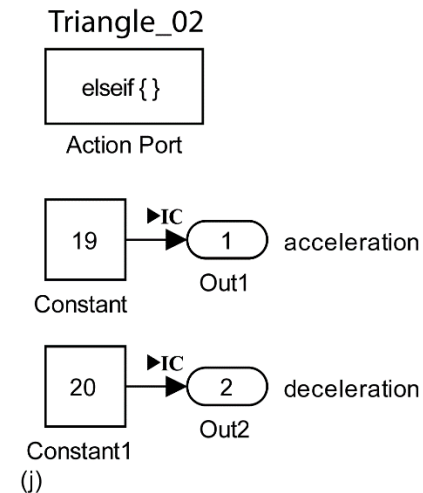 Triangle_02
elseif { }
Action Port
IC
19
1
acceleration
Out1
Constant
IC
20
2
deceleration
Out2
Constant1
(j)